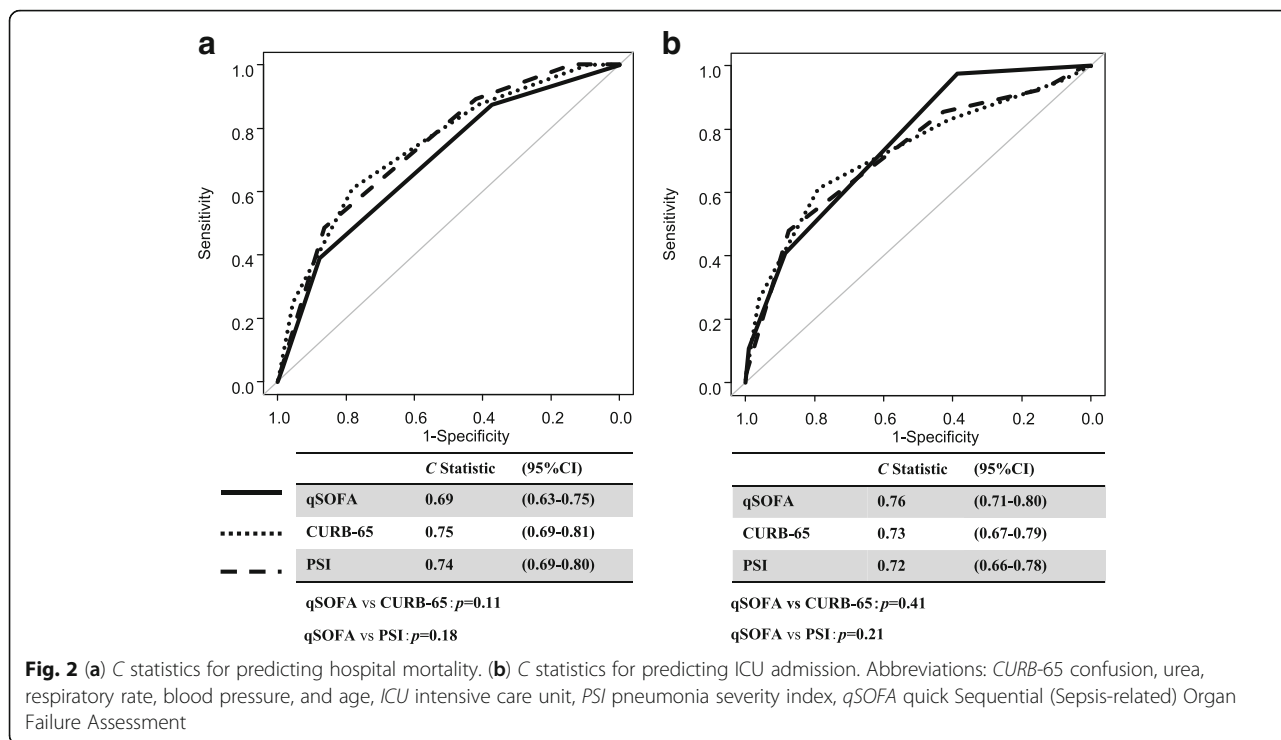 a
1.0
0.8
0.6
0.4
0.2
0.0
Sensitivity
1.0 0.8 0.6 0.4 0.2 0.0
1-Specificity
C Statistic (95%CI)
qSOFA 0.69 (0.63-0.75)
CURB-65 0.75 (0.69-0.81)
PSI 0.74 (0.69-0.80)
qSOFA vs CURB-65: p=0.11
qSOFA vs PSI: p=0.18
b
1.0
0.8
0.6
0.4
0.2
0.0
Sensitivity
1.0 0.8 0.6 0.4 0.2 0.0
1-Specificity
C Statistic (95%CI)
qSOFA 0.76 (0.71-0.80)
CURB-65 0.73 (0.67-0.79)
PSI 0.72 (0.66-0.78)
qSOFA vs CURB-65: p=0.41
qSOFA vs PSI: p=0.21
Fig. 2 (a) C statistics for predicting hospital mortality. (b) C statistics for predicting ICU admission. Abbreviations: CURB-65 confusion, urea,
respiratory rate, blood pressure, and age, ICU intensive care unit, PSI pneumonia severity index, qSOFA quick Sequential (Sepsis-related) Organ
Failure Assessment